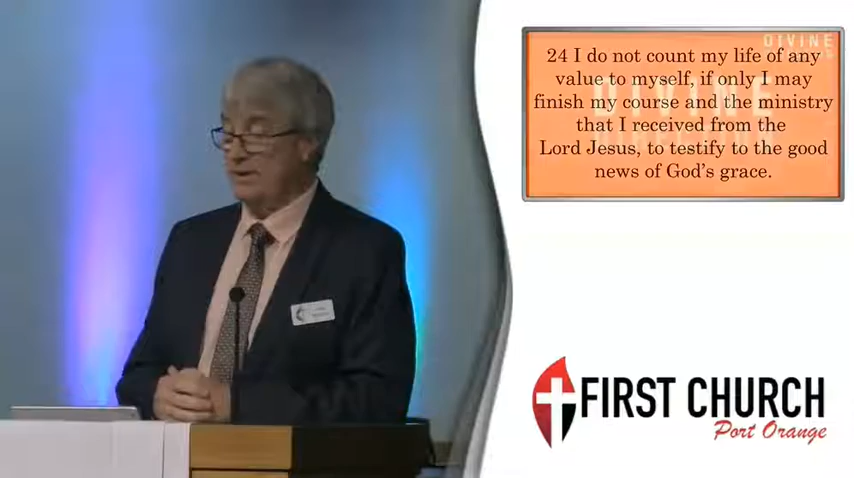 DIVINE
24 I do not count my life of any
value to myself, if only I may
finish my course and the ministry
that I received from the
Lord Jesus, to testify to the good
news of God's grace.
FIRST CHURCH
Port Orange